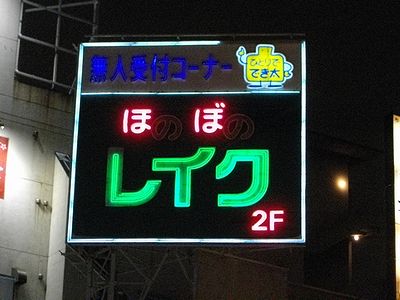 無人受付コーナー
ひとりで
でき太
ほのぼの
レイク
2F